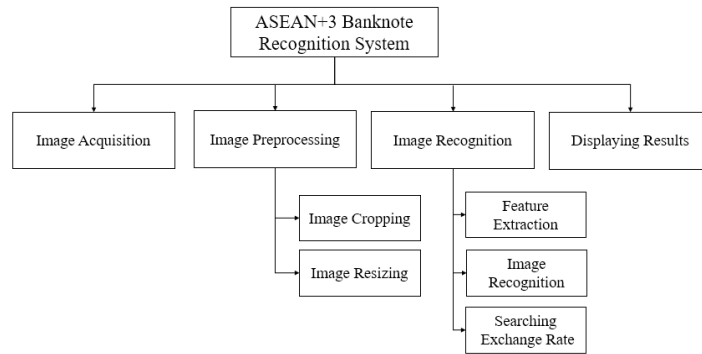 ASEAN+3 Banknote
Recognition System
Image Acquisition
Image Preprocessing
Image Recognition
Displaying Results
Image Cropping
Image Resizing
Feature
Extraction
Image
Recognition
Searching
Exchange Rate